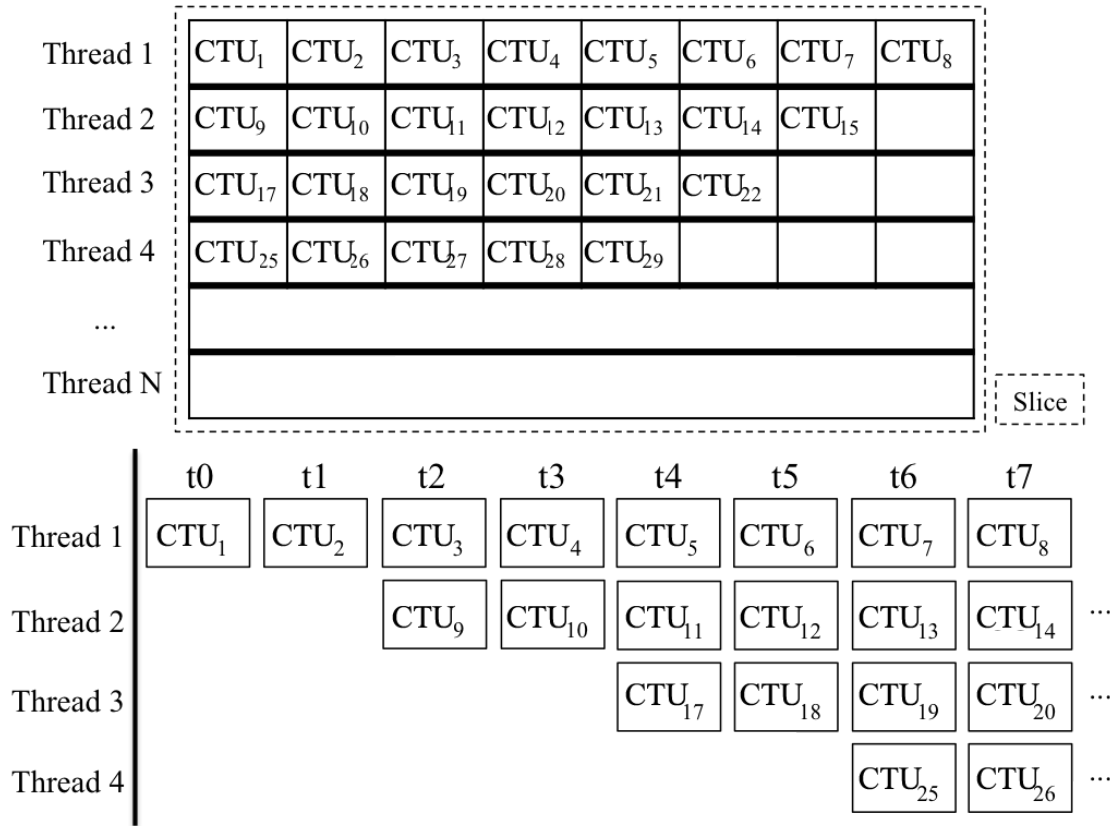 Thread 1 CTU₁ CTU₂ CTU₃ CTU₄ CTU₅ CTU₆ CTU₇ CTU₈
Thread 2 CTU₉ CTU₁₀ CTU₁₁ CTU₁₂ CTU₁₃ CTU₁₄ CTU₁₅
Thread 3 CTU₁₇ CTU₁₈ CTU₁₉ CTU₂₀ CTU₂₁ CTU₂₂
Thread 4 CTU₂₅ CTU₂₆ CTU₂₇ CTU₂₈ CTU₂₉
...
Thread N
Slice
t0 t1 t2 t3 t4 t5 t6 t7
Thread 1 CTU₁ CTU₂ CTU₃ CTU₄ CTU₅ CTU₆ CTU₇ CTU₈
Thread 2 CTU₉ CTU₁₀ CTU₁₁ CTU₁₂ CTU₁₃ CTU₁₄ ...
Thread 3 CTU₁₇ CTU₁₈ CTU₁₉ CTU₂₀ ...
Thread 4 CTU₂₅ CTU₂₆ ...